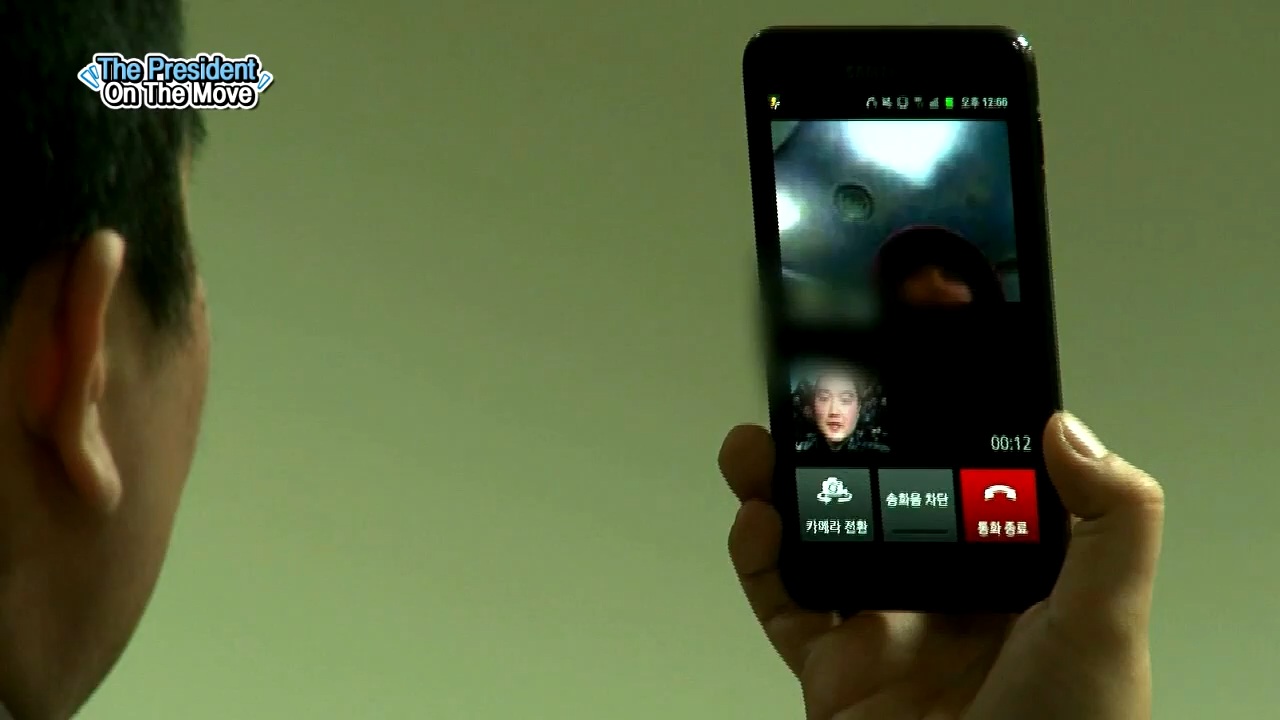 The President
On The Move
오후 12:66
00:12
카메라 전환
송화음 차단
통화 종료